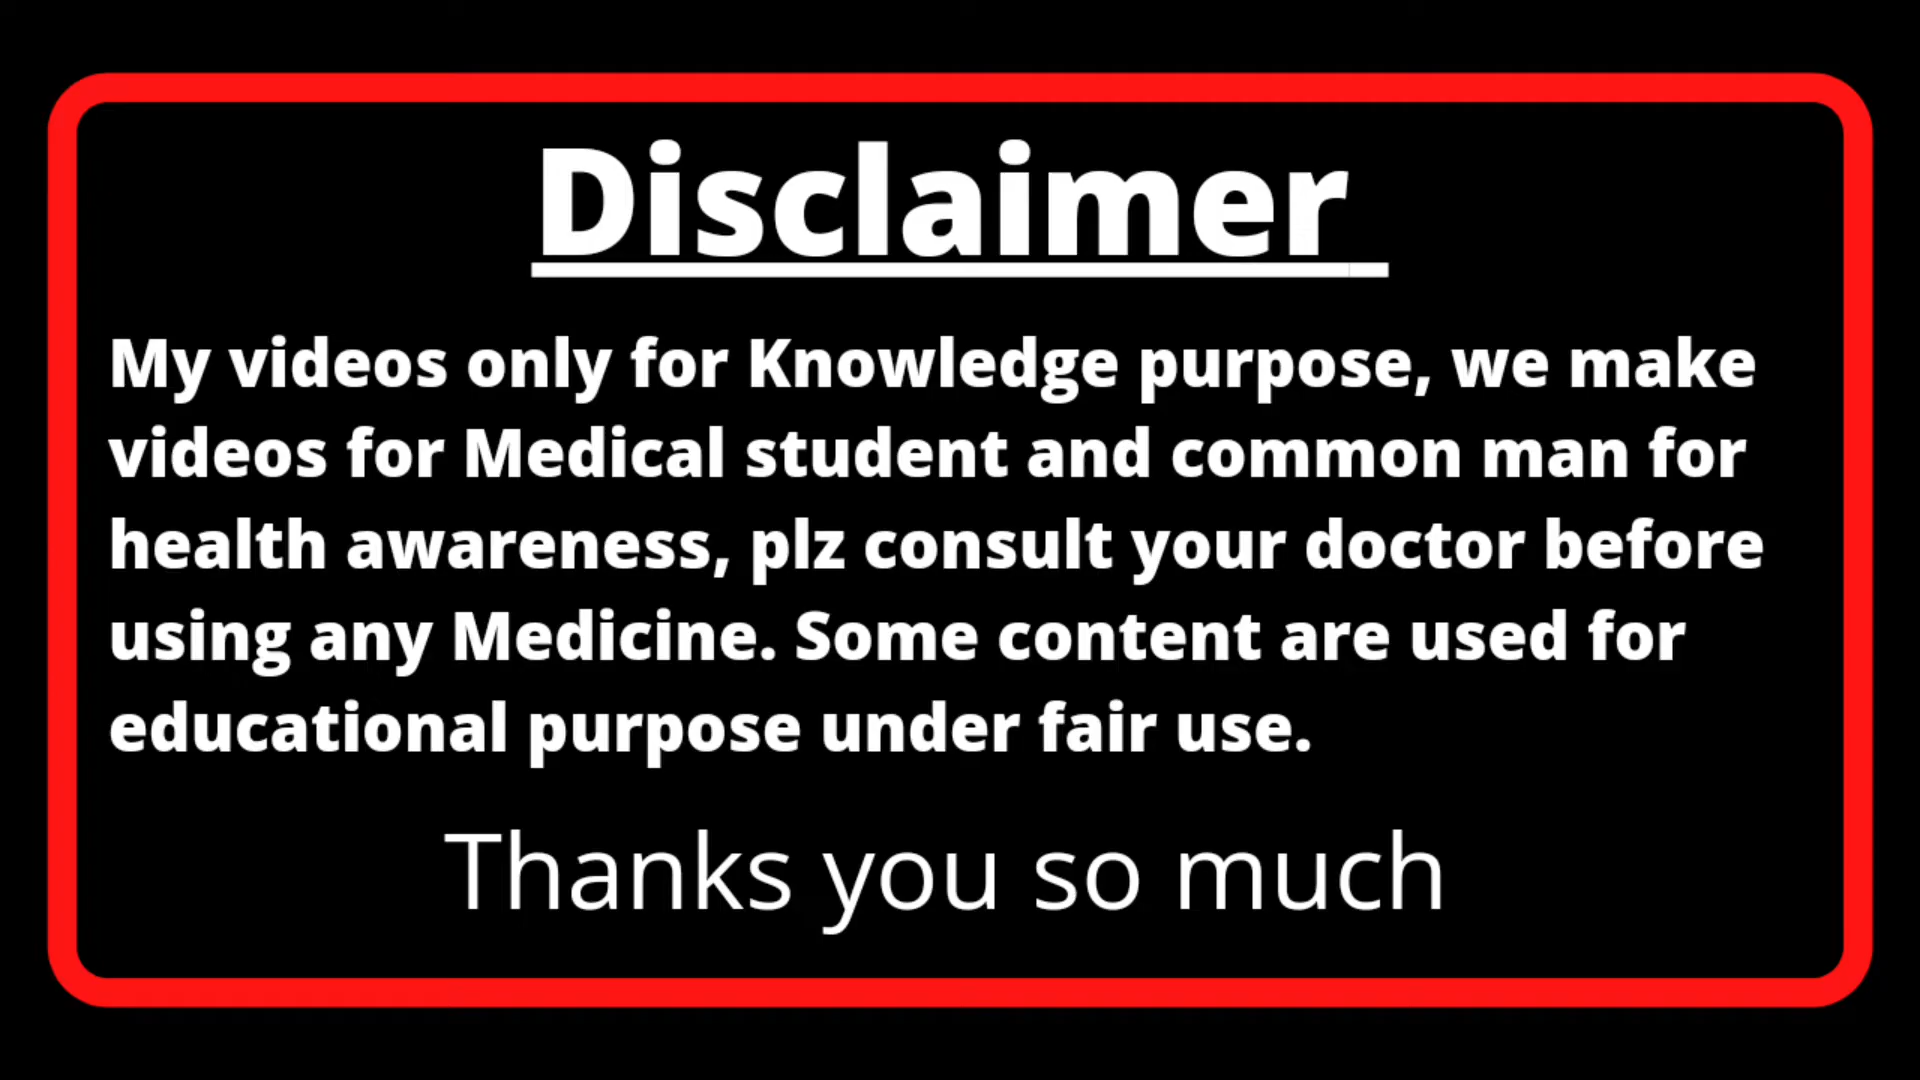 Disclaimer
My videos only for Knowledge purpose, we make
videos for Medical student and common man for
health awareness, plz consult your doctor before
using any Medicine. Some content are used for
educational purpose under fair use.
Thanks you so much